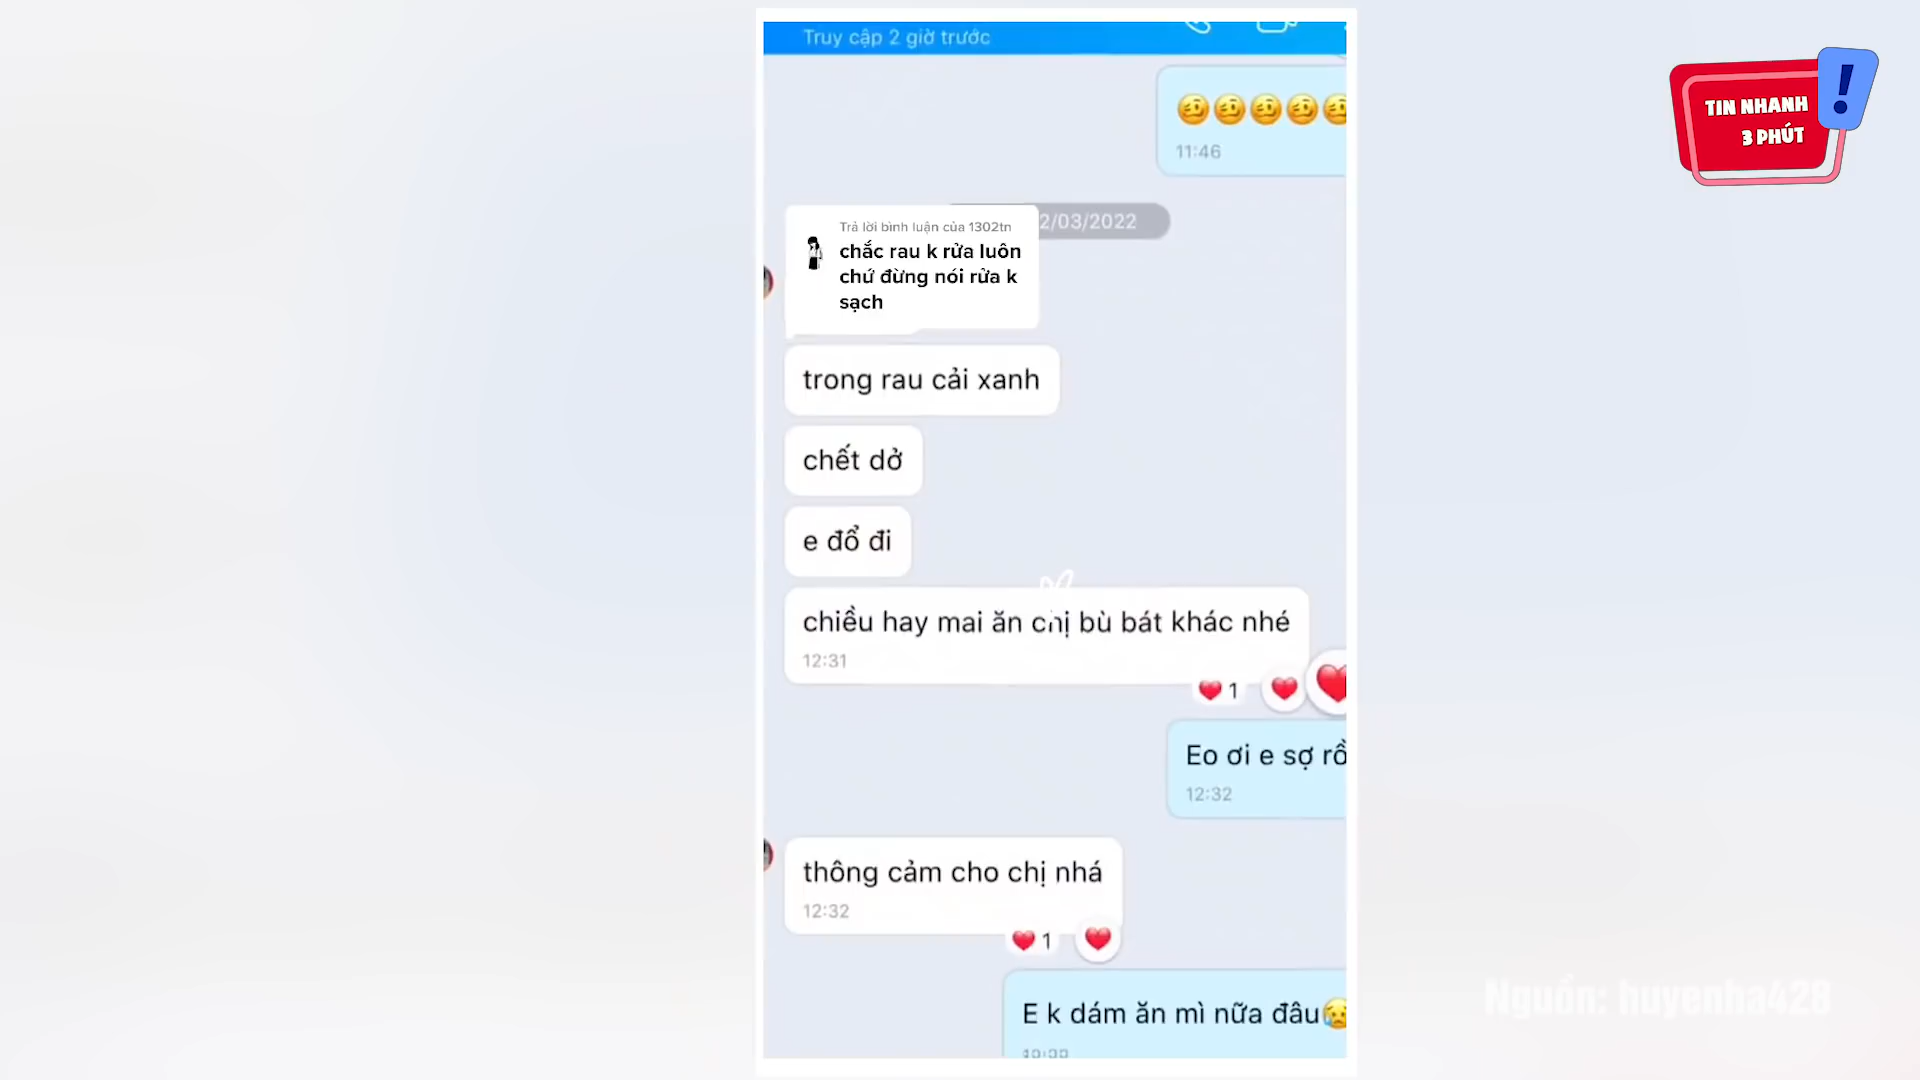 Truy cập 2 giờ trước
TIN NHANH
3 PHÚT
11:46
2/03/2022
Trả lời bình luận của 1302tn
chắc rau k rửa luôn
chứ đừng nói rửa k
sạch
trong rau cải xanh
chết dở
e đổ đi
chiều hay mai ăn chị bù bát khác nhé
12:31
1
Eo ơi e sợ
12:32
thông cảm cho chị nhá
12:32
1
E k dám ăn mì nữa đâu
Nguồn: huyenha428